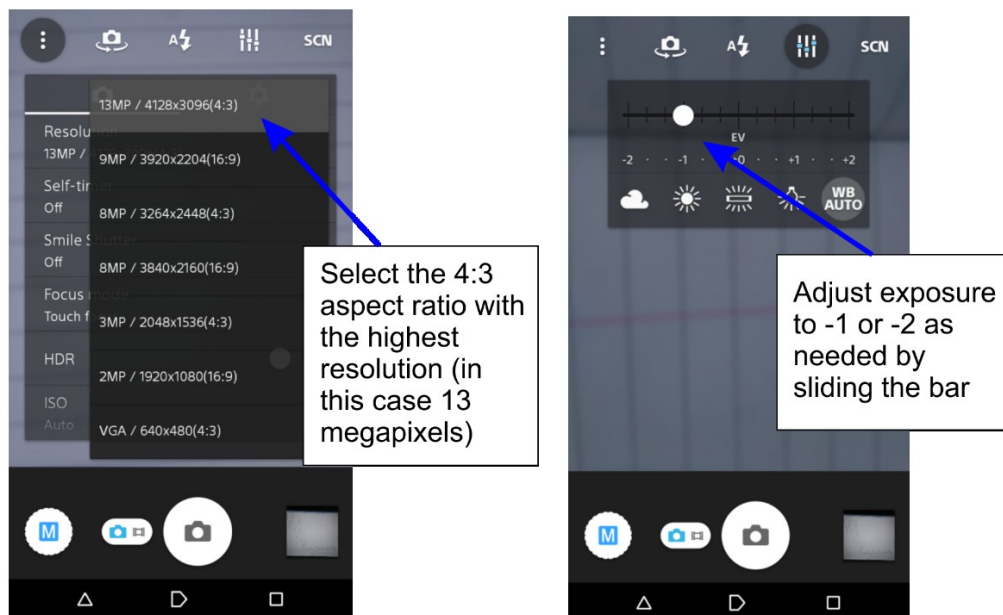 A
SCN
13MP / 4128x3096(4:3)
Resolu
13MP /
9MP / 3920x2204(16:9)
Self-tim
Off
8MP / 3264x2448(4:3)
Smile S
Off
8MP / 3840x2160(16:9)
Focus
Touch f
3MP / 2048x1536(4:3)
HDR
2MP / 1920x1080(16:9)
ISO
Auto
VGA / 640x480(4:3)
M
Select the 4:3
aspect ratio with
the highest
resolution (in
this case 13
megapixels)
A
SCN
EV
-2 · · -1 · · 0 · · +1 · · +2
WB
AUTO
M
Adjust exposure
to -1 or -2 as
needed by
sliding the bar